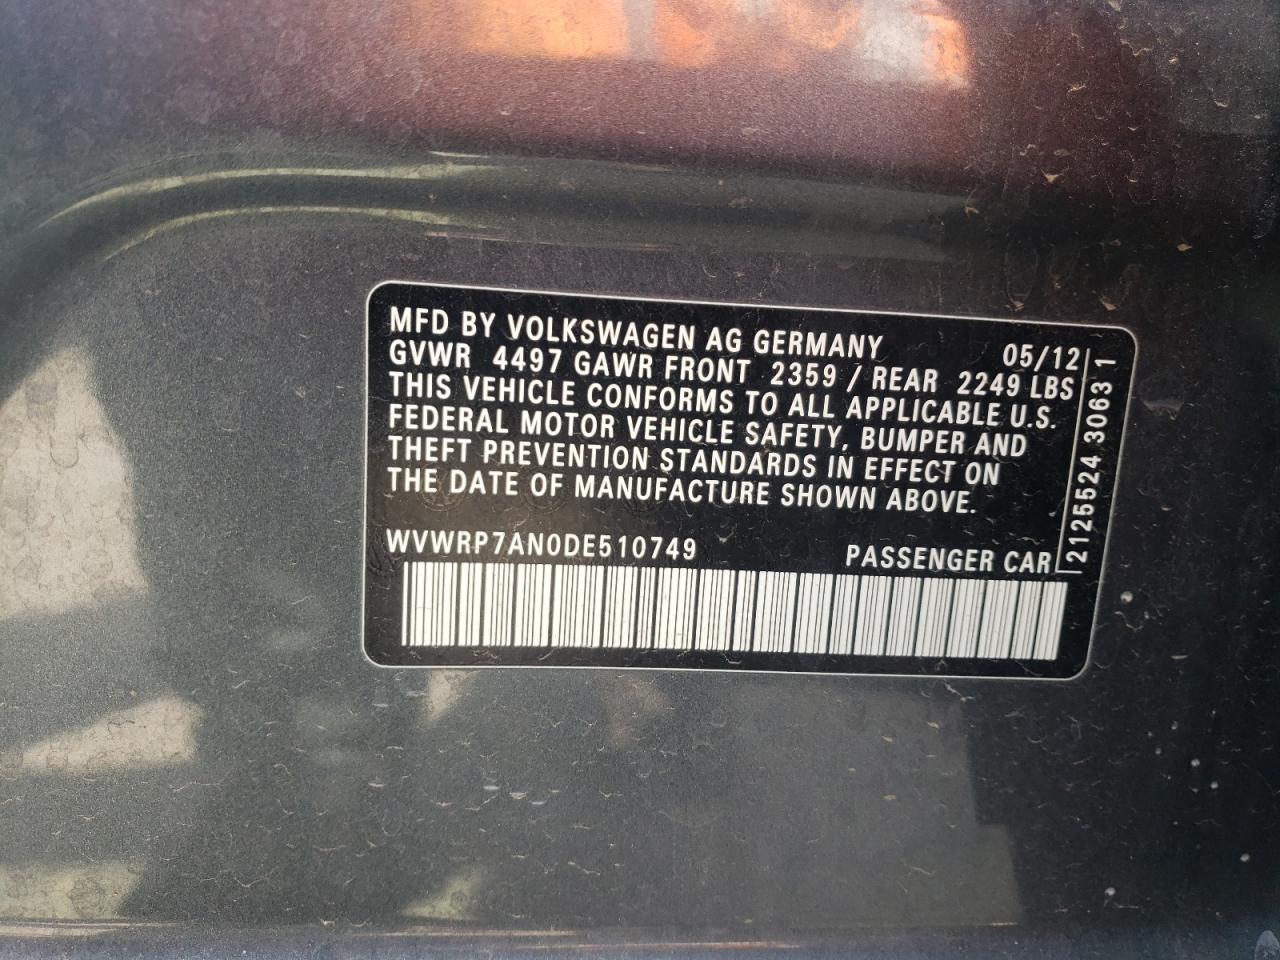 MFD BY VOLKSWAGEN AG GERMANY 05/12
GVWR 4497 GAWR FRONT 2359 / REAR 2249 LBS
THIS VEHICLE CONFORMS TO ALL APPLICABLE U.S.
FEDERAL MOTOR VEHICLE SAFETY, BUMPER AND
THEFT PREVENTION STANDARDS IN EFFECT ON
THE DATE OF MANUFACTURE SHOWN ABOVE.
WVWRP7AN0DE510749 PASSENGER CAR
2125524 3063 1